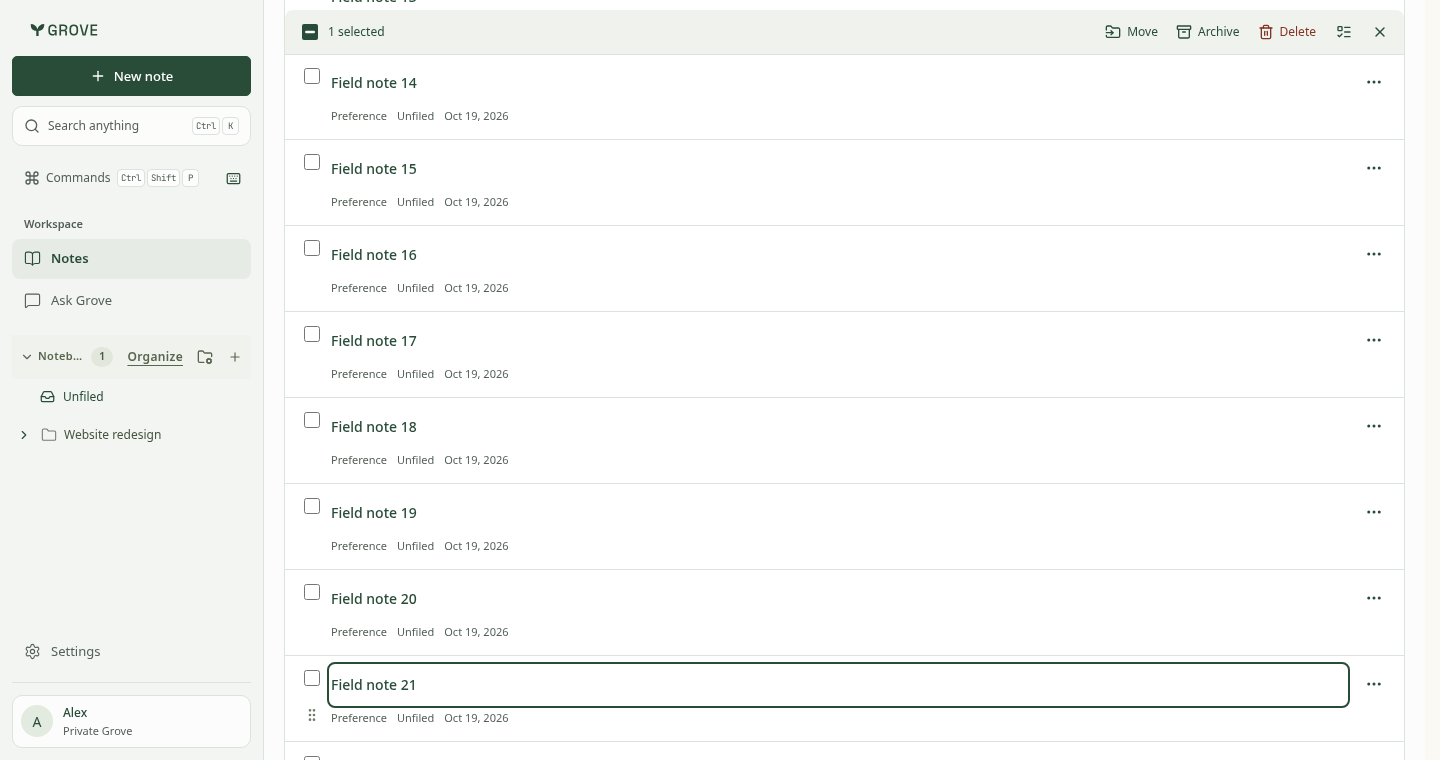 GROVE
New note
Search anything Ctrl K
Commands Ctrl Shift P
Workspace
Notes
Ask Grove
Noteb... 1 Organize
Unfiled
Website redesign
Settings
A
Alex
Private Grove
1 selected Move Archive Delete
Field note 14
Preference Unfiled Oct 19, 2026
Field note 15
Preference Unfiled Oct 19, 2026
Field note 16
Preference Unfiled Oct 19, 2026
Field note 17
Preference Unfiled Oct 19, 2026
Field note 18
Preference Unfiled Oct 19, 2026
Field note 19
Preference Unfiled Oct 19, 2026
Field note 20
Preference Unfiled Oct 19, 2026
Field note 21
Preference Unfiled Oct 19, 2026